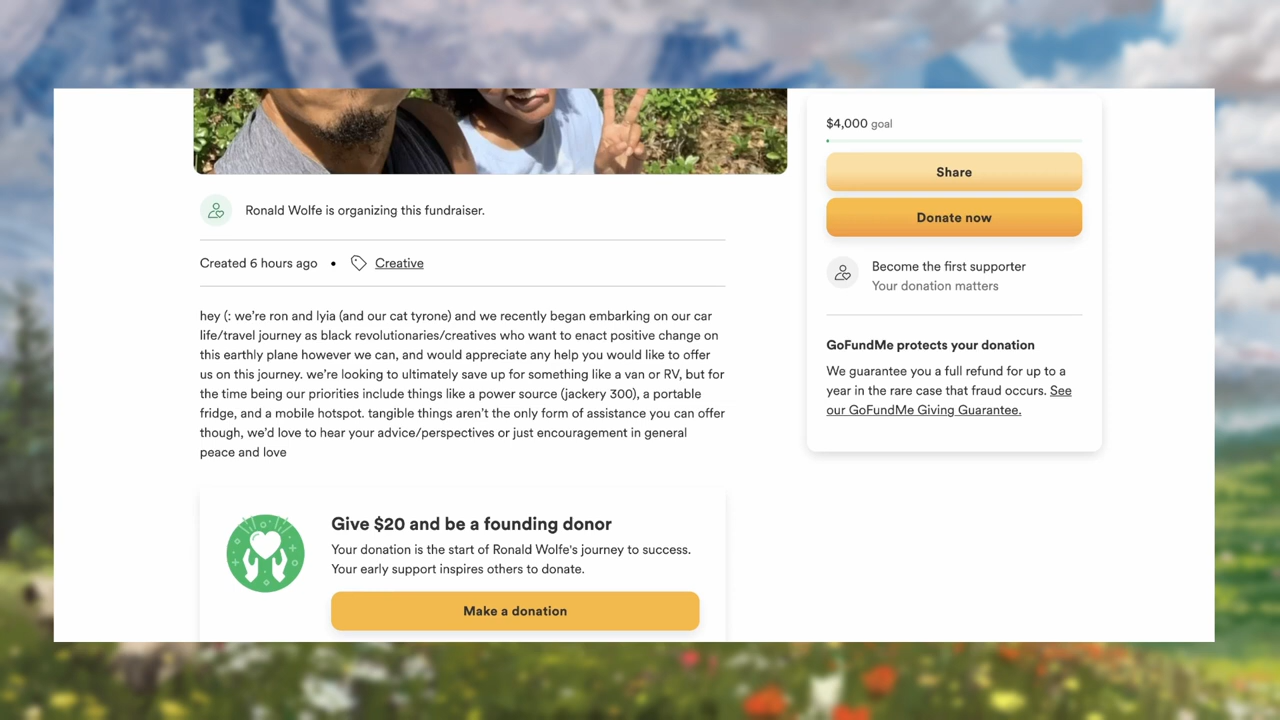 $4,000 goal
Share
Donate now
Ronald Wolfe is organizing this fundraiser.
Created 6 hours ago • Creative
Become the first supporter
Your donation matters
hey (: we're ron and lyia (and our cat tyrone) and we recently began embarking on our car
life/travel journey as black revolutionaries/creatives who want to enact positive change on
this earthly plane however we can, and would appreciate any help you would like to offer
us on this journey. we're looking to ultimately save up for something like a van or RV, but for
the time being our priorities include things like a power source (jackery 300), a portable
fridge, and a mobile hotspot. tangible things aren't the only form of assistance you can offer
though, we'd love to hear your advice/perspectives or just encouragement in general
peace and love
GoFundMe protects your donation
We guarantee you a full refund for up to a
year in the rare case that fraud occurs. See
our GoFundMe Giving Guarantee.
Give $20 and be a founding donor
Your donation is the start of Ronald Wolfe's journey to success.
Your early support inspires others to donate.
Make a donation